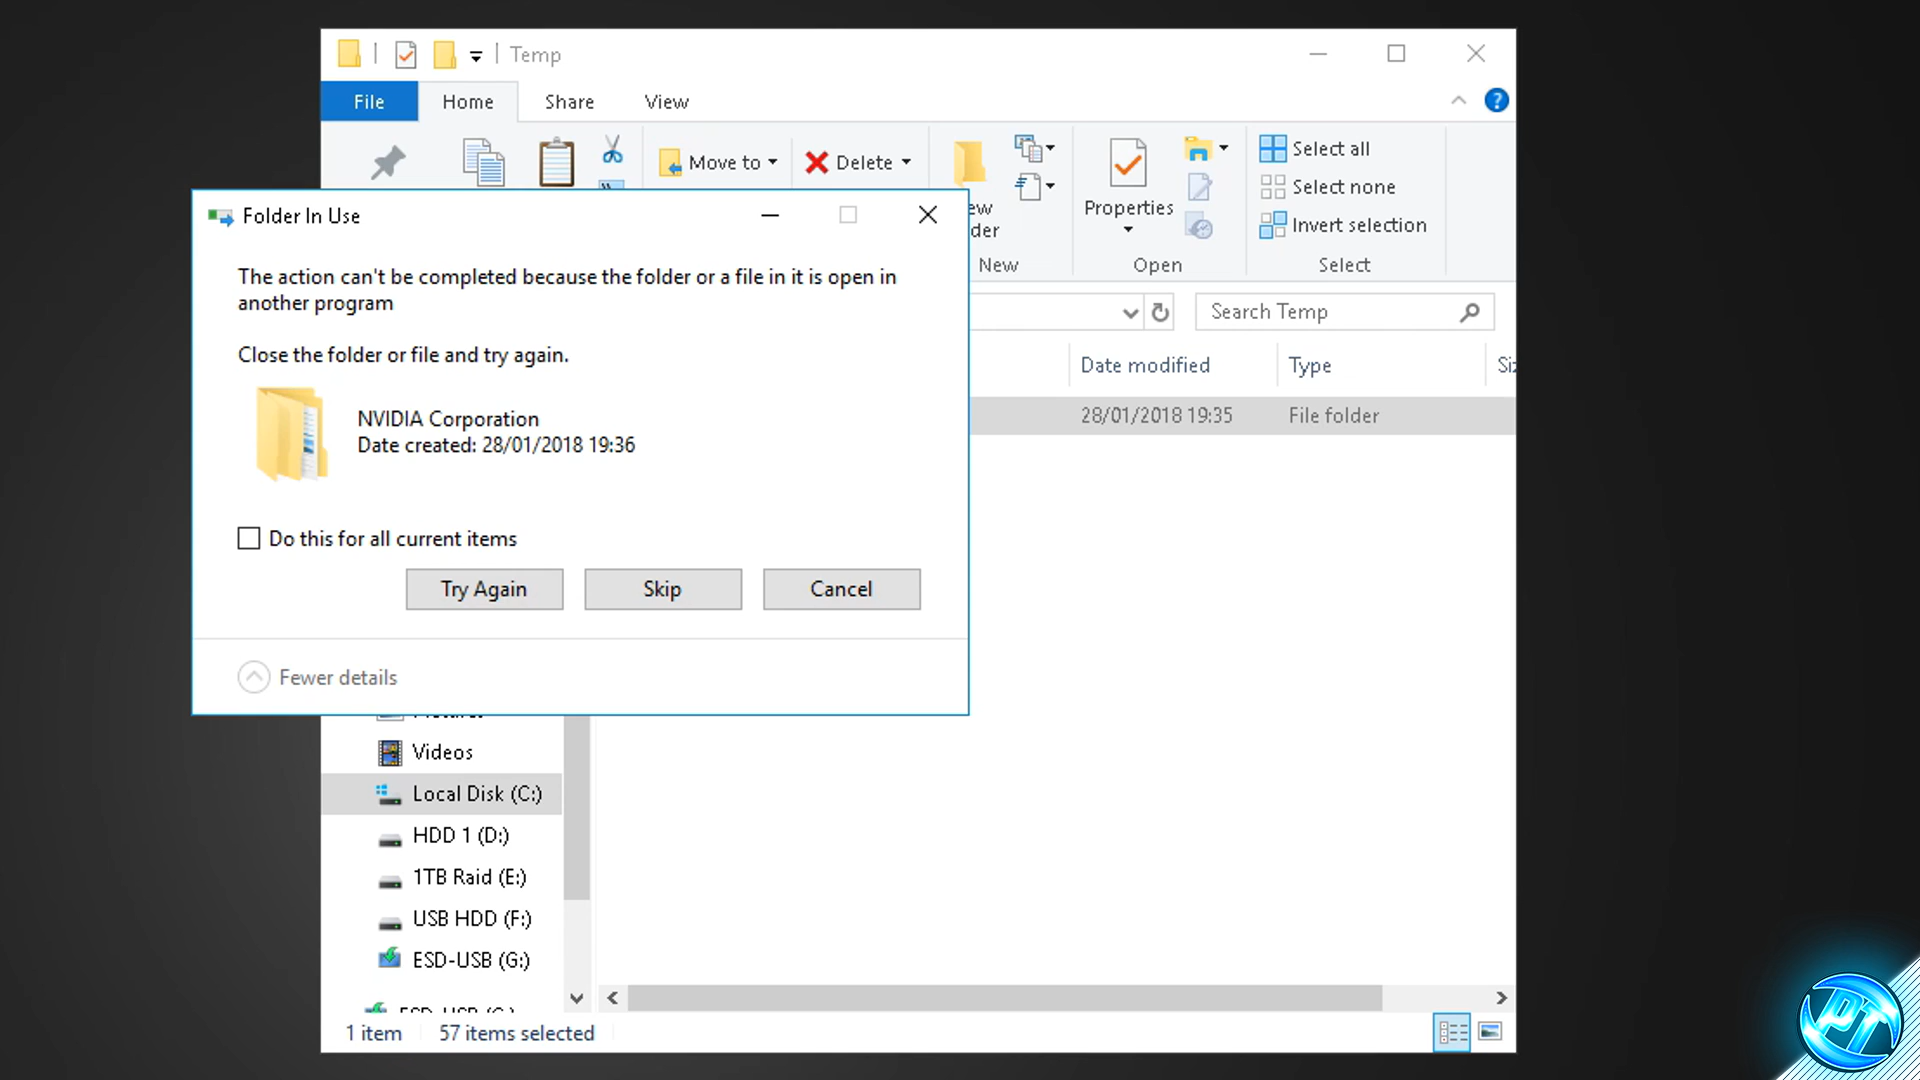 Temp
File Home Share View
Move to Delete
Select all
Select none
Invert selection
Properties
New Open Select
Folder In Use
The action can't be completed because the folder or a file in it is open in
another program
Close the folder or file and try again.
NVIDIA Corporation
Date created: 28/01/2018 19:36
Do this for all current items
Try Again Skip Cancel
Fewer details
Search Temp
Date modified Type
28/01/2018 19:35 File folder
Videos
Local Disk (C:)
HDD 1 (D:)
1TB Raid (E:)
USB HDD (F:)
ESD-USB (G:)
1 item 57 items selected
PT